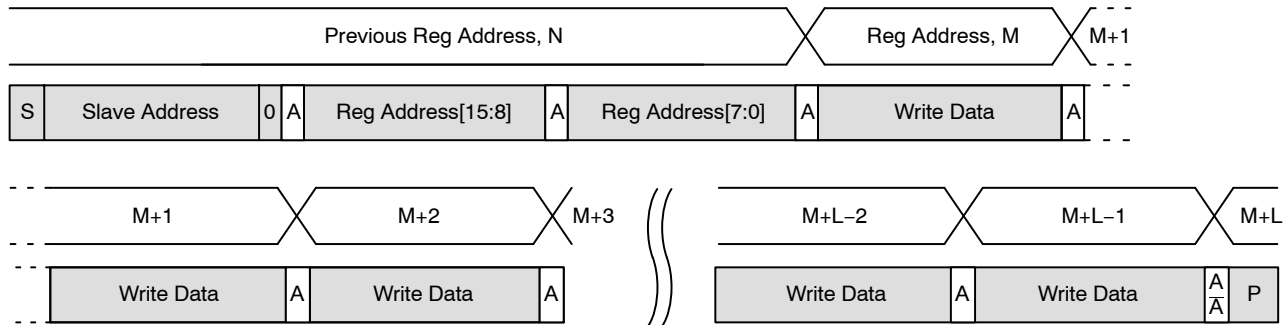 Previous Reg Address, N Reg Address, M M+1
S Slave Address 0 A Reg Address[15:8] A Reg Address[7:0] A Write Data A
M+1 M+2 M+3 M+L−2 M+L−1 M+L
Write Data A Write Data A Write Data A Write Data A A̅ P